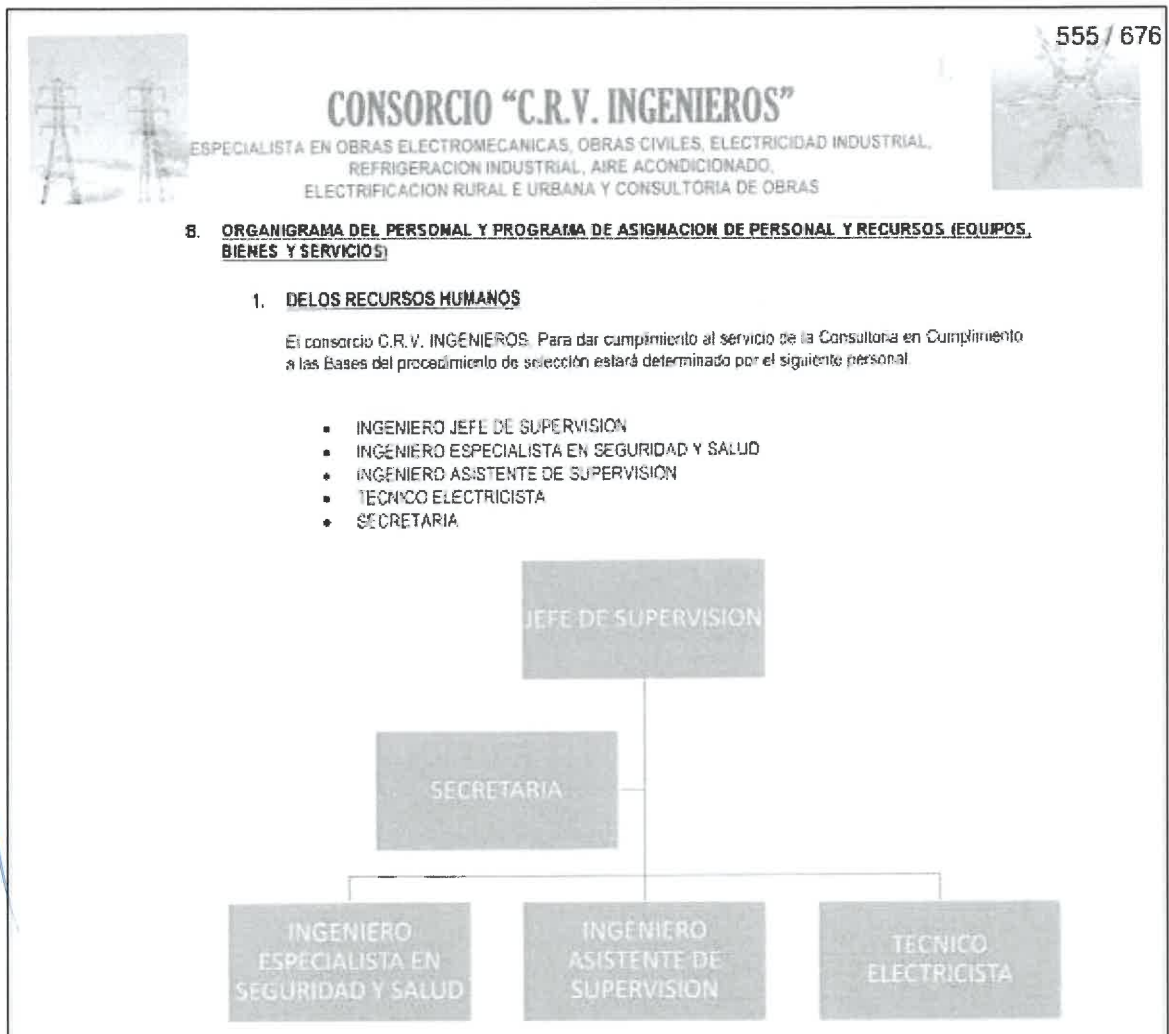 555 / 676
CONSORCIO “C.R.V. INGENIEROS”
ESPECIALISTA EN OBRAS ELECTROMECANICAS, OBRAS CIVILES, ELECTRICIDAD INDUSTRIAL,
REFRIGERACION INDUSTRIAL, AIRE ACONDICIONADO,
ELECTRIFICACION RURAL E URBANA Y CONSULTORIA DE OBRAS
8. ORGANIGRAMA DEL PERSONAL Y PROGRAMA DE ASIGNACION DE PERSONAL Y RECURSOS (EQUIPOS,
BIENES Y SERVICIOS)
1. DELOS RECURSOS HUMANOS
El consorcio C.R.V. INGENIEROS. Para dar cumplimiento al servicio de la Consultoria en Cumplimiento
a las Bases del procedimiento de selección estará determinado por el siguiente personal.
• INGENIERO JEFE DE SUPERVISION
• INGENIERO ESPECIALISTA EN SEGURIDAD Y SALUD
• INGENIERO ASISTENTE DE SUPERVISION
• TECNICO ELECTRICISTA
• SECRETARIA
JEFE DE SUPERVISION
SECRETARIA
INGENIERO
ESPECIALISTA EN
SEGURIDAD Y SALUD
INGENIERO
ASISTENTE DE
SUPERVISION
TECNICO
ELECTRICISTA